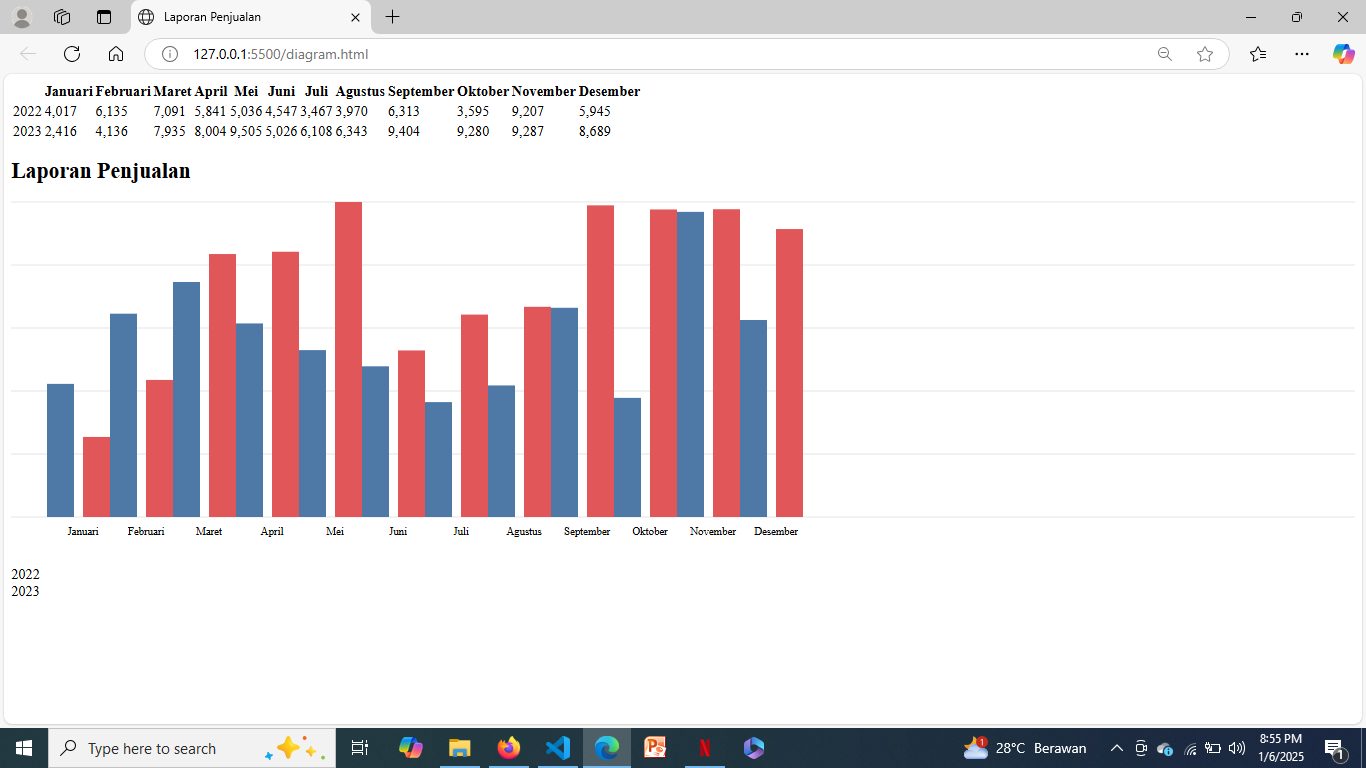 Laporan Penjualan
127.0.0.1:5500/diagram.html
Januari Februari Maret April Mei Juni Juli Agustus September Oktober November Desember
2022 4,017 6,135 7,091 5,841 5,036 4,547 3,467 3,970 6,313 3,595 9,207 5,945
2023 2,416 4,136 7,935 8,004 9,505 5,026 6,108 6,343 9,404 9,280 9,287 8,689
Laporan Penjualan
Januari Februari Maret April Mei Juni Juli Agustus September Oktober November Desember
2022
2023
Type here to search
1
28°C Berawan
8:55 PM
1/6/2025
1